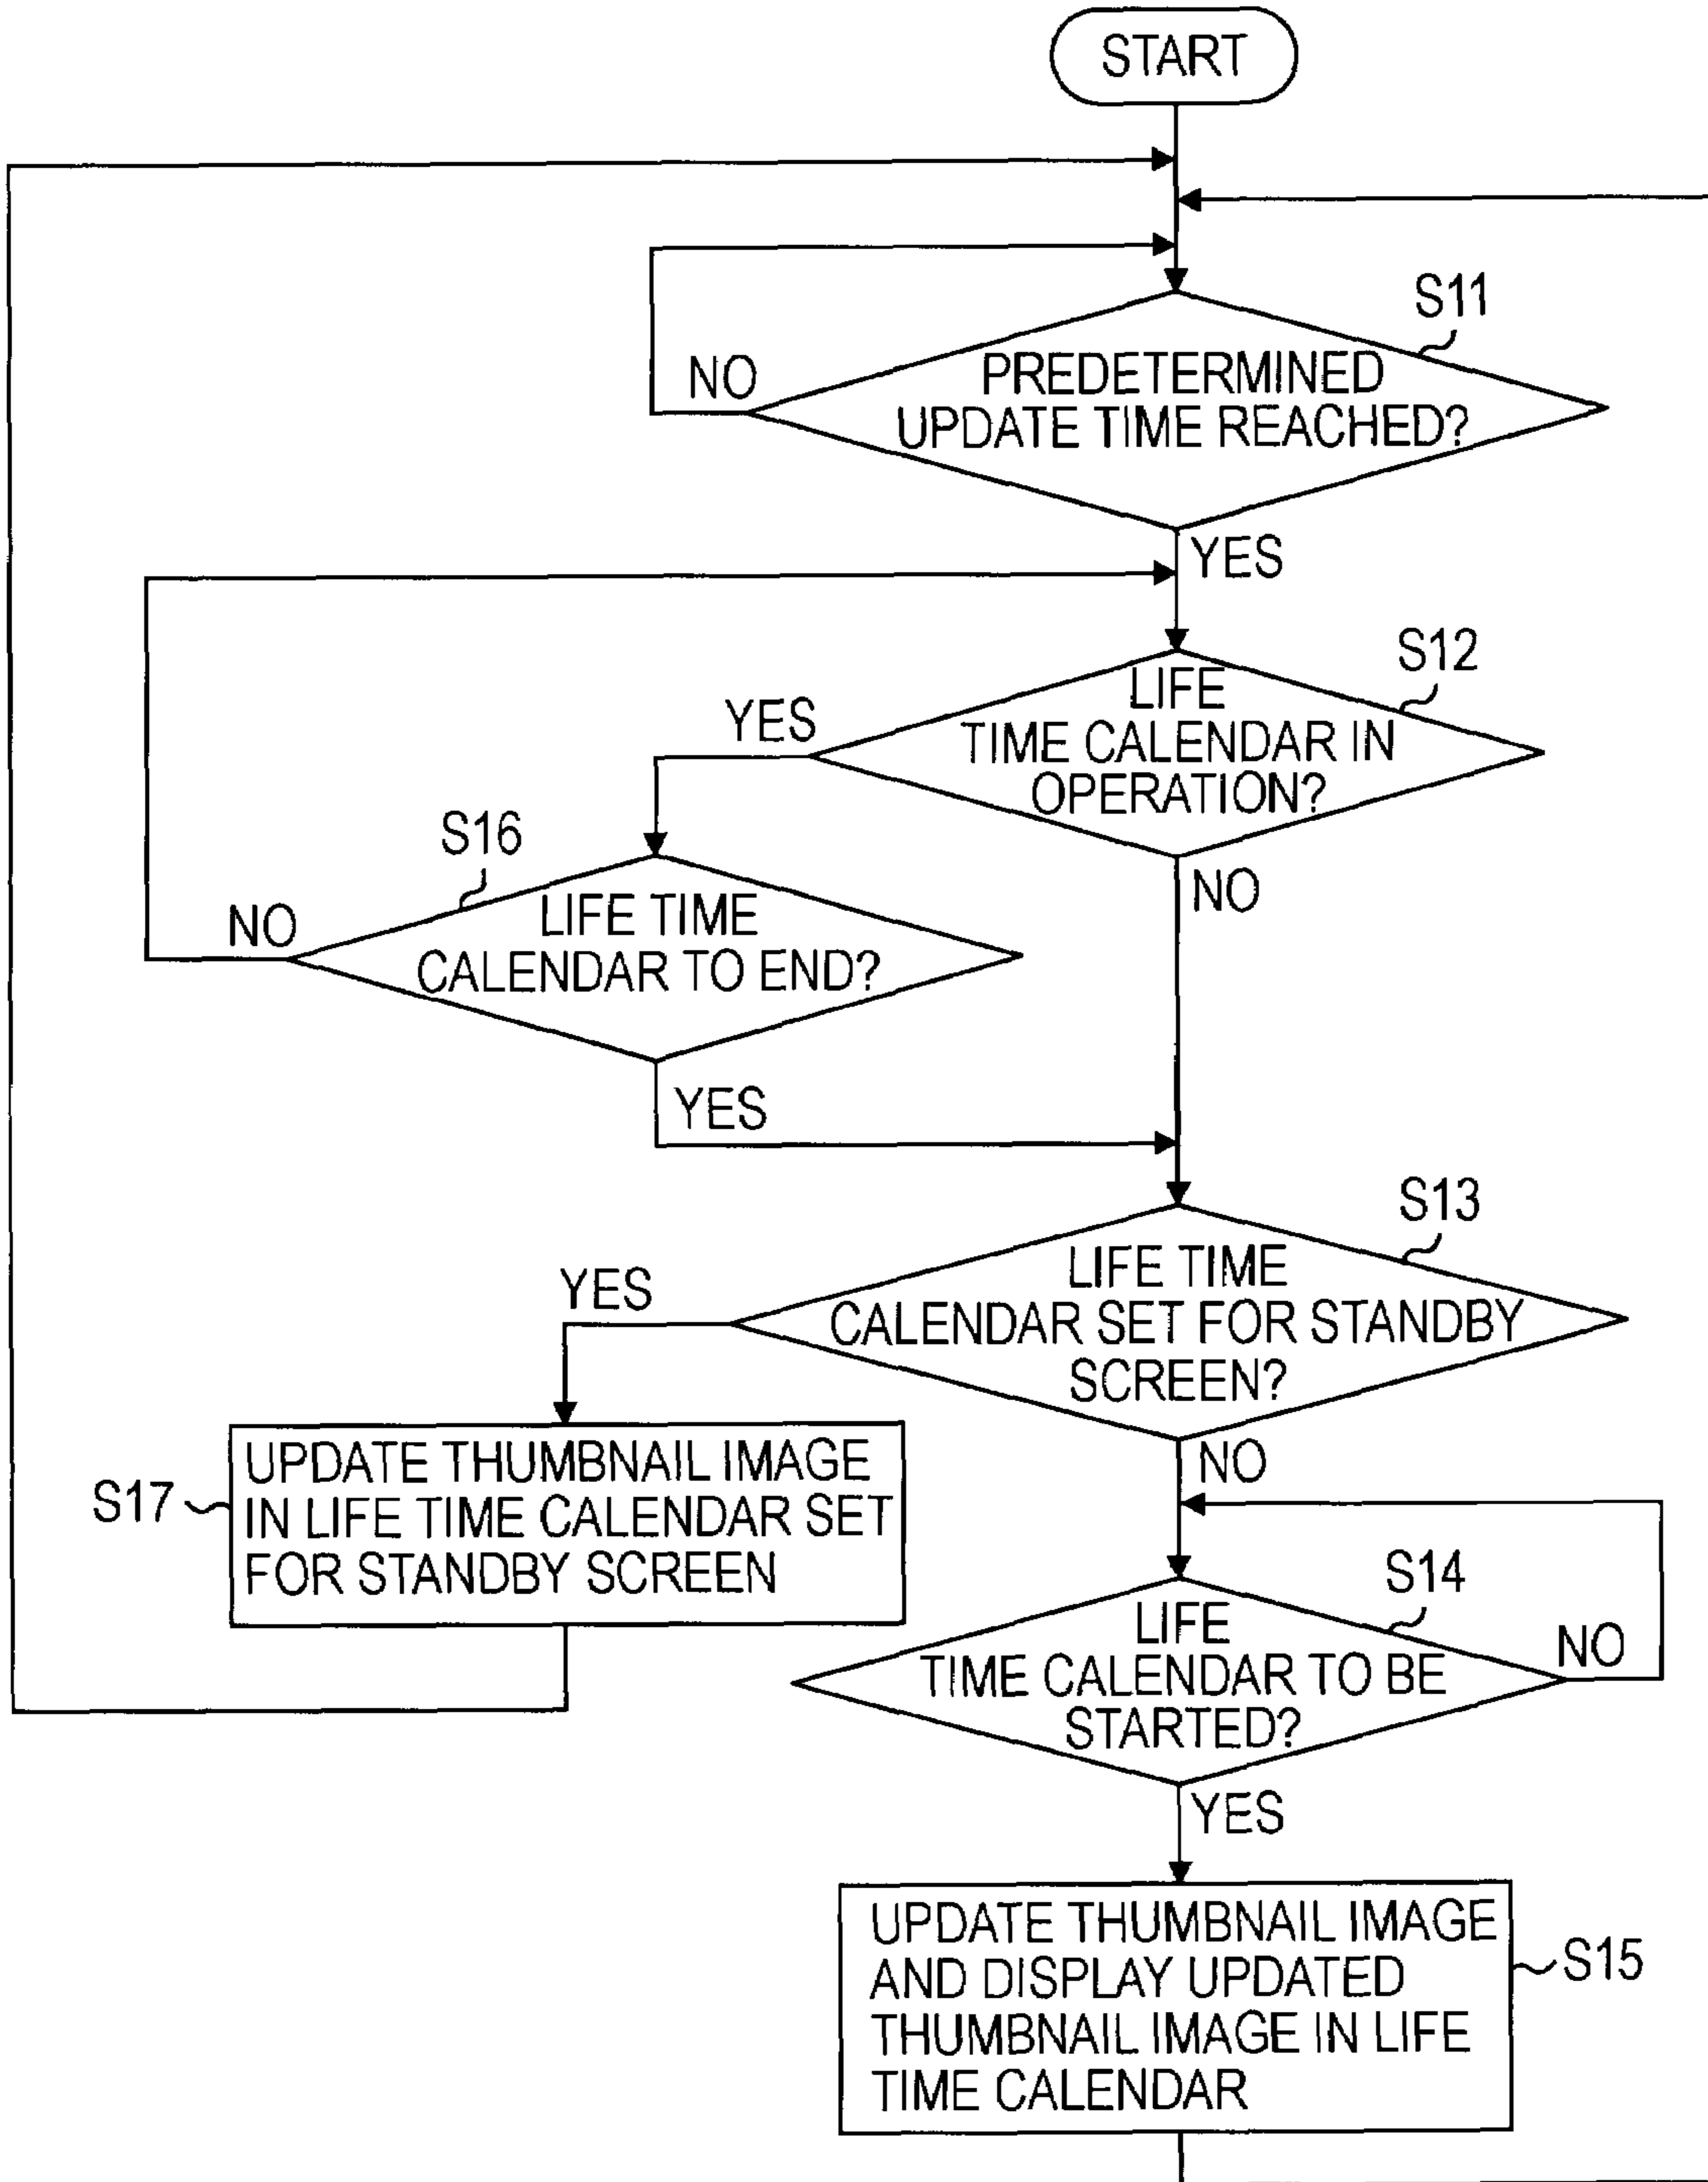 START
S11
NO
PREDETERMINED
UPDATE TIME REACHED?
YES
S12
YES
LIFE
TIME CALENDAR IN
OPERATION?
S16
NO
NO
LIFE TIME
CALENDAR TO END?
YES
S13
YES
LIFE TIME
CALENDAR SET FOR STANDBY
SCREEN?
NO
S17
UPDATE THUMBNAIL IMAGE
IN LIFE TIME CALENDAR SET
FOR STANDBY SCREEN
S14
LIFE
TIME CALENDAR TO BE
STARTED?
NO
YES
UPDATE THUMBNAIL IMAGE
AND DISPLAY UPDATED
THUMBNAIL IMAGE IN LIFE
TIME CALENDAR
S15